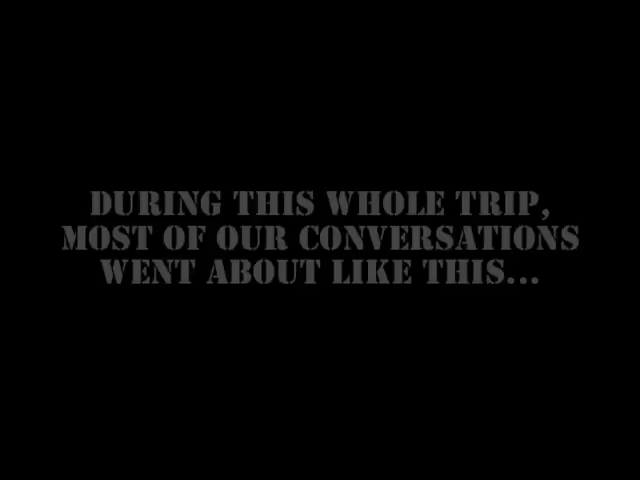 DURING THIS WHOLE TRIP,
MOST OF OUR CONVERSATIONS
WENT ABOUT LIKE THIS...